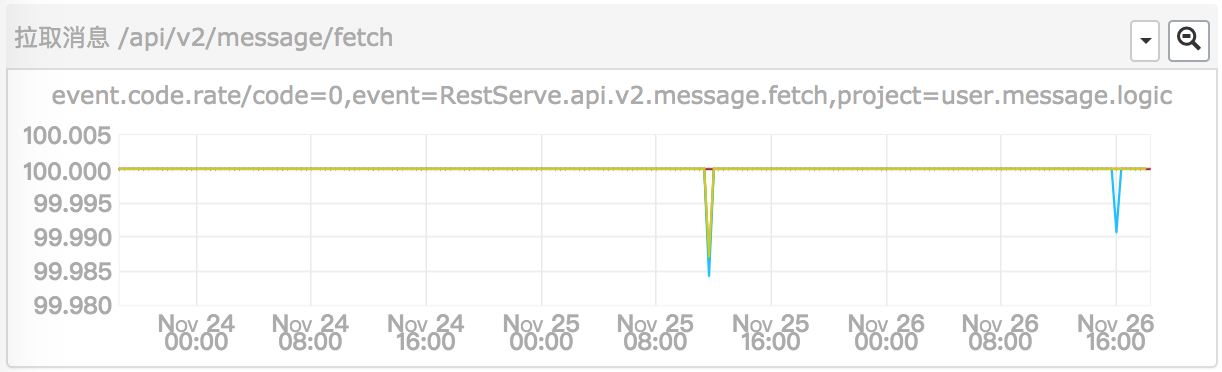 拉取消息 /api/v2/message/fetch
event.code.rate/code=0,event=RestServe.api.v2.message.fetch,project=user.message.logic
100.005
100.000
99.995
99.990
99.985
99.980
Nov 24 Nov 24 Nov 24 Nov 25 Nov 25 Nov 25 Nov 26 Nov 26 Nov 26
00:00 08:00 16:00 00:00 08:00 16:00 00:00 08:00 16:00